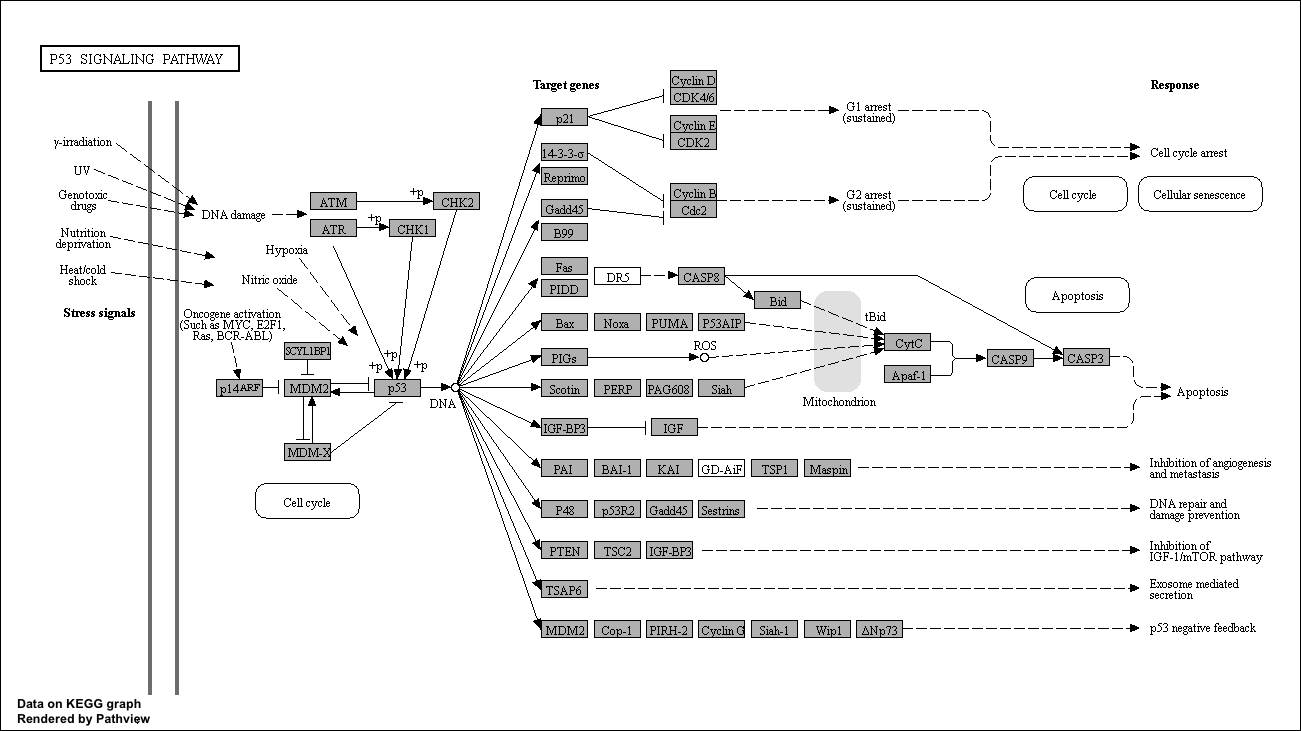 P53 SIGNALING PATHWAY
Target genes
Response
γ-irradiation
UV
Genotoxic
drugs
Nutrition
deprivation
Heat/cold
shock
Stress signals
DNA damage
ATM
+p
CHK2
ATR
+p
CHK1
Hypoxia
Nitric oxide
Oncogene activation
(Such as MYC, E2F1,
Ras, BCR-ABL)
SCYL1BP1
+p
+p
+p
p14ARF
MDM2
p53
DNA
MDM-X
Cell cycle
p21
Cyclin D
CDK4/6
Cyclin E
CDK2
G1 arrest
(sustained)
14-3-3-σ
Reprimo
Gadd45
B99
Cyclin B
Cdc2
G2 arrest
(sustained)
Cell cycle arrest
Cell cycle
Cellular senescence
Fas
PIDD
DR5
CASP8
Bid
tBid
Apoptosis
Bax
Noxa
PUMA
P53AIP
CytC
PIGs
ROS
CASP9
CASP3
Apaf-1
Scotin
PERP
PAG608
Siah
Mitochondrion
Apoptosis
IGF-BP3
IGF
PAI
BAI-1
KAI
GD-AiF
TSP1
Maspin
Inhibition of angiogenesis
and metastasis
P48
p53R2
Gadd45
Sestrins
DNA repair and
damage prevention
PTEN
TSC2
IGF-BP3
Inhibition of
IGF-1/mTOR pathway
TSAP6
Exosome mediated
secretion
MDM2
Cop-1
PIRH-2
Cyclin G
Siah-1
Wip1
ΔNp73
p53 negative feedback
Data on KEGG graph
Rendered by Pathview